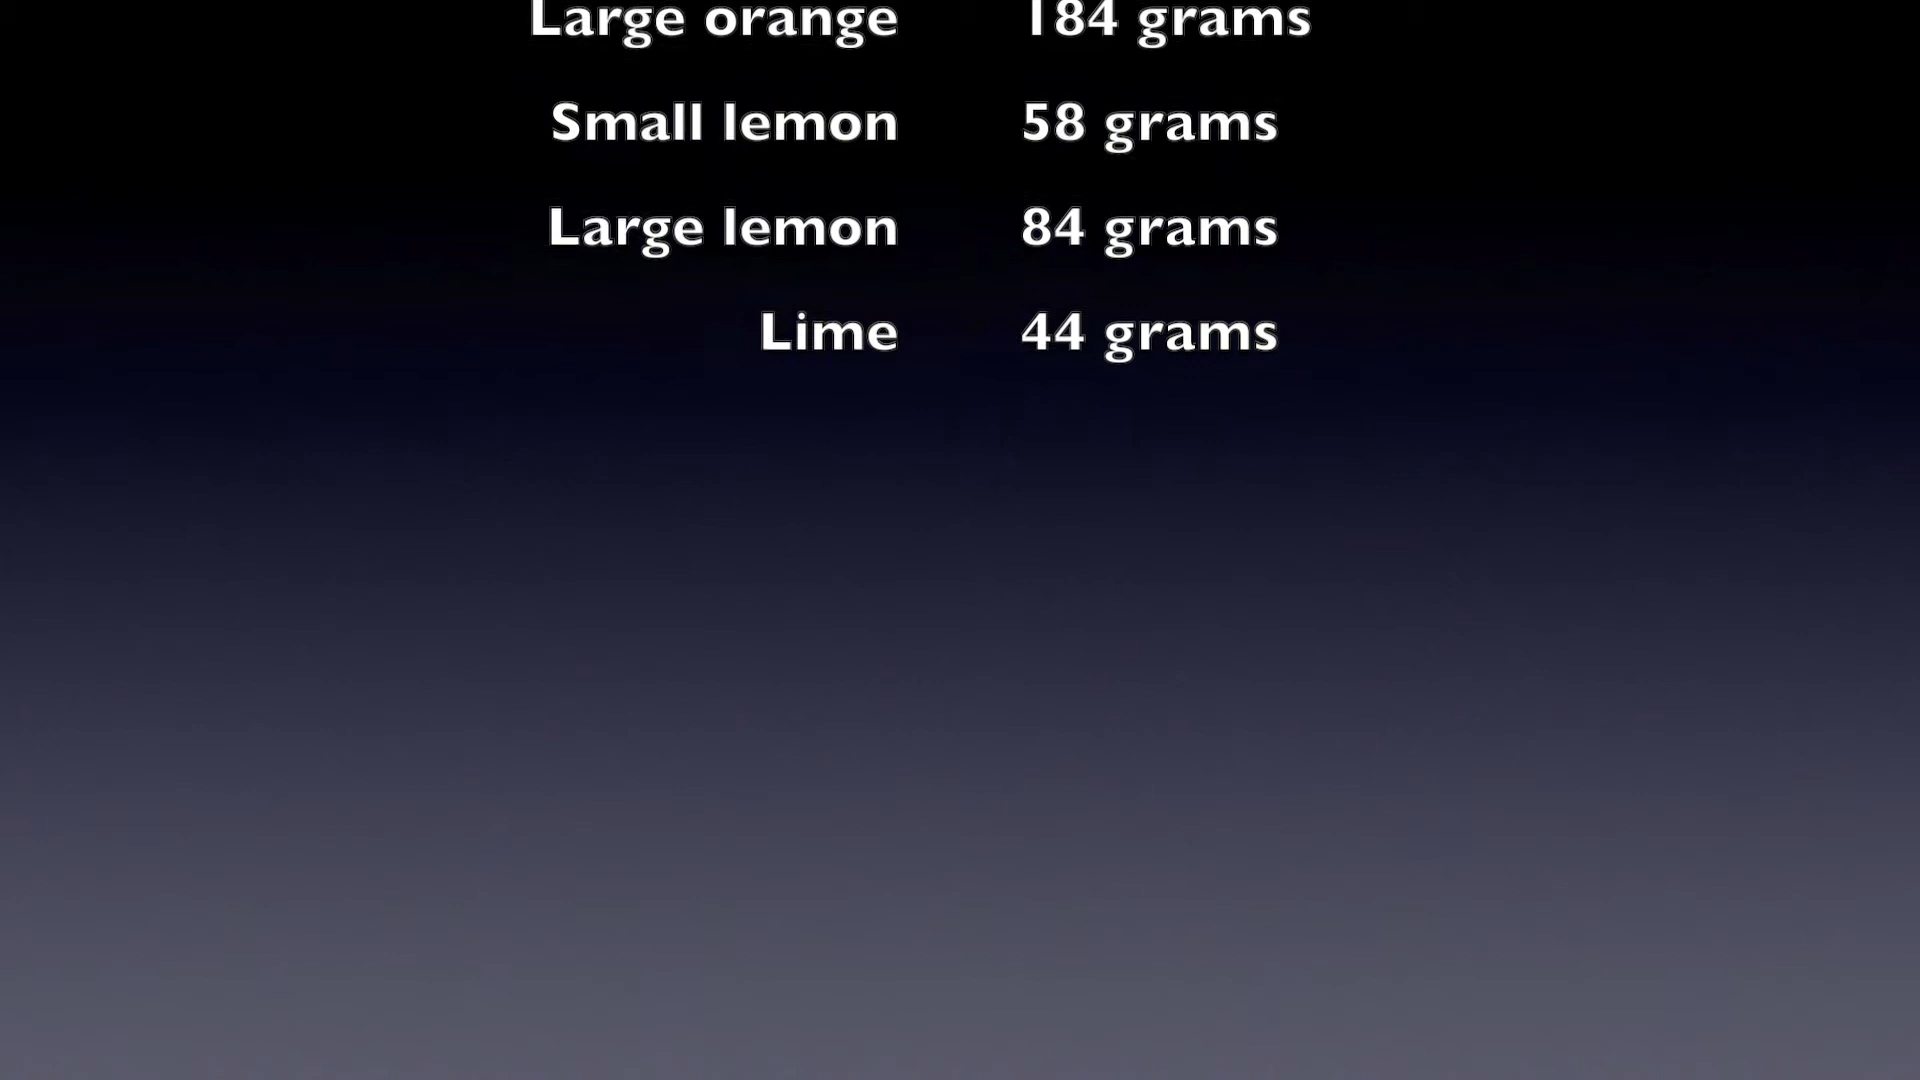 Large orange 184 grams
Small lemon 58 grams
Large lemon 84 grams
Lime 44 grams